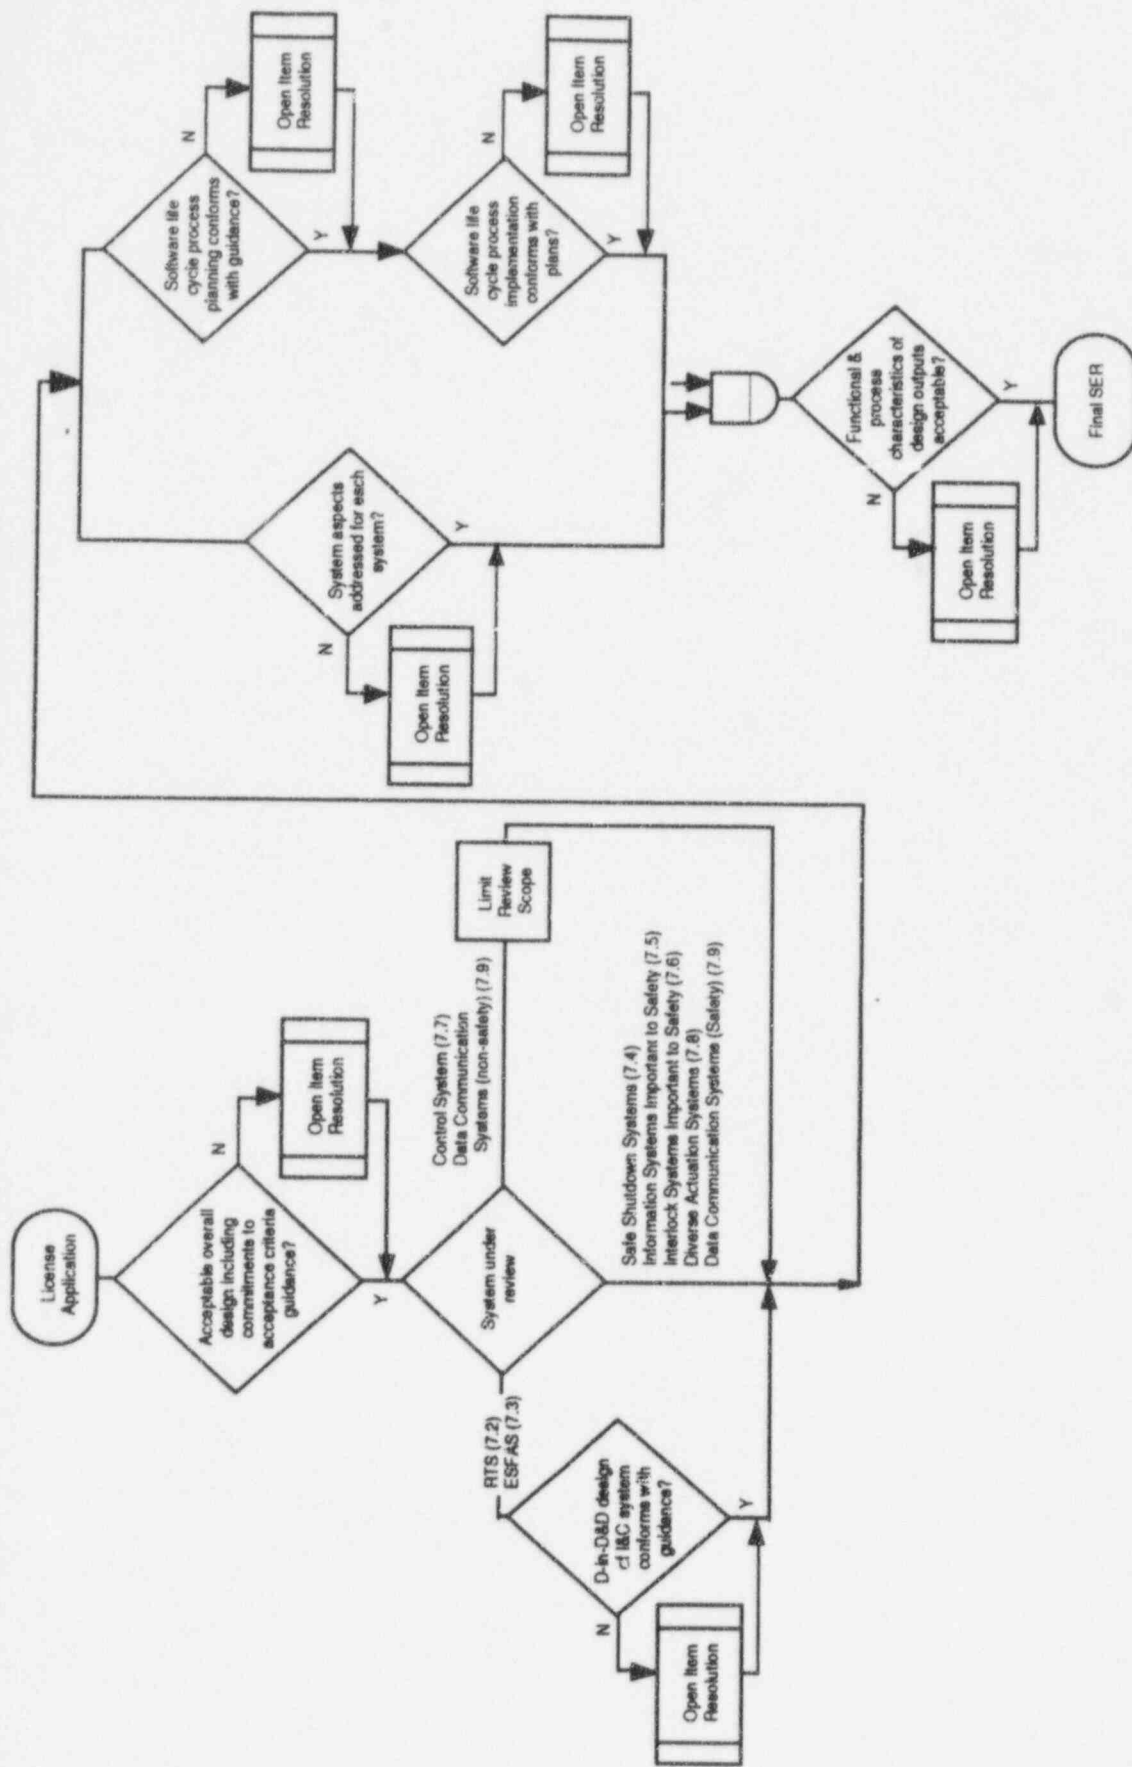 License
Application
Acceptable overall
design including
commitments to
acceptance criteria
guidance?
N
Open Item
Resolution
Y
System under
review
Control System (7.7)
Data Communication
Systems (non-safety) (7.9)
Limit
Review
Scope
RTS (7.2)
ESFAS (7.3)
D-in-D&D design
of I&C system
conforms with
guidance?
N
Open Item
Resolution
Y
Safe Shutdown Systems (7.4)
Information Systems Important to Safety (7.5)
Interlock Systems Important to Safety (7.6)
Diverse Actuation Systems (7.8)
Data Communication Systems (Safety) (7.9)
System aspects
addressed for each
system?
N
Open Item
Resolution
Y
Software life
cycle process
planning conforms
with guidance?
N
Open Item
Resolution
Y
Software life
cycle process
implementation
conforms with
plans?
N
Open Item
Resolution
Y
Functional &
process
characteristics of
design outputs
acceptable?
N
Open Item
Resolution
Y
Final SER